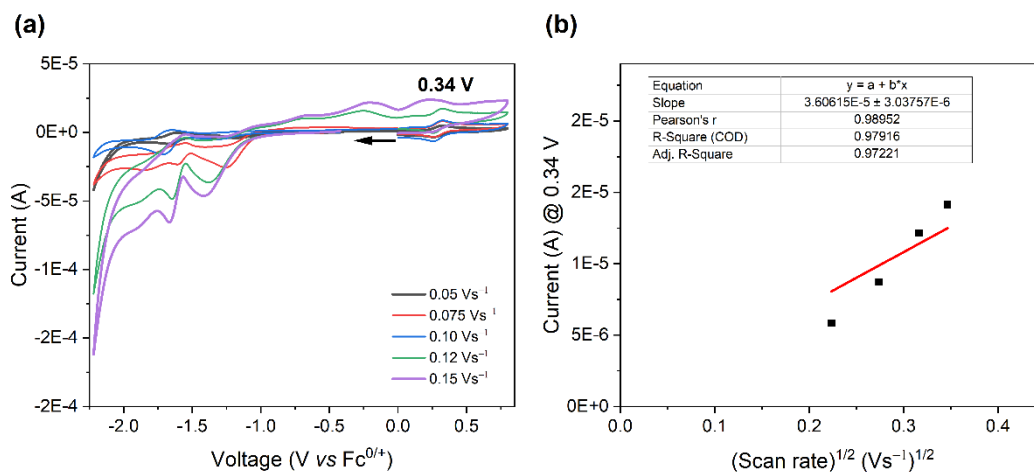 (a)
0.34 V
5E-5
0E+0
-5E-5
-1E-4
-2E-4
-2E-4
Current (A)
0.05 Vs⁻¹
0.075 Vs⁻¹
0.10 Vs⁻¹
0.12 Vs⁻¹
0.15 Vs⁻¹
-2.0 -1.5 -1.0 -0.5 0.0 0.5
Voltage (V vs Fc⁰/⁺)
(b)
Equation y = a + b*x
Slope 3.60615E-5 ± 3.03757E-6
Pearson's r 0.98952
R-Square (COD) 0.97916
Adj. R-Square 0.97221
2E-5
2E-5
1E-5
5E-6
0E+0
Current (A) @ 0.34 V
0.0 0.1 0.2 0.3 0.4
(Scan rate)¹/² (Vs⁻¹)¹/²